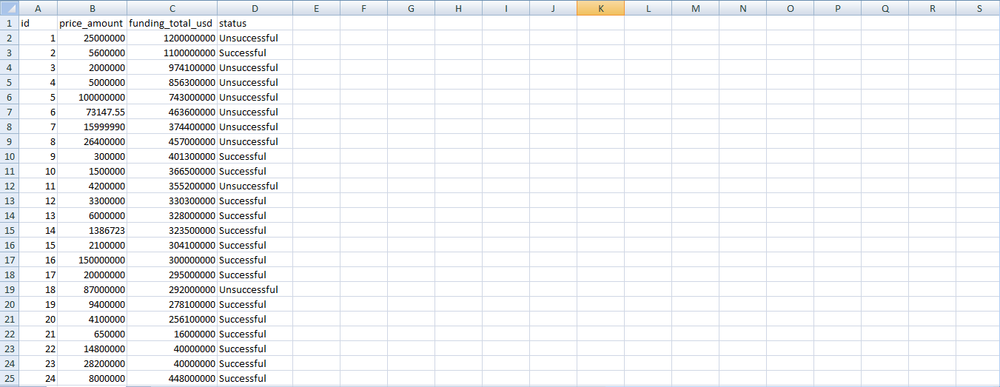 A B C D E F G H I J K L M N O P Q R S
1 id price_amount funding_total_usd status
2 1 25000000 1200000000 Unsuccessful
3 2 5600000 1100000000 Successful
4 3 2000000 974100000 Unsuccessful
5 4 5000000 856300000 Unsuccessful
6 5 100000000 743000000 Unsuccessful
7 6 73147.55 463600000 Unsuccessful
8 7 15999990 374400000 Unsuccessful
9 8 26400000 457000000 Unsuccessful
10 9 300000 401300000 Successful
11 10 1500000 366500000 Successful
12 11 4200000 355200000 Unsuccessful
13 12 3300000 330300000 Successful
14 13 6000000 328000000 Successful
15 14 1386723 323500000 Successful
16 15 2100000 304100000 Successful
17 16 150000000 300000000 Successful
18 17 20000000 295000000 Successful
19 18 87000000 292000000 Unsuccessful
20 19 9400000 278100000 Successful
21 20 4100000 256100000 Successful
22 21 650000 16000000 Successful
23 22 14800000 40000000 Successful
24 23 28200000 40000000 Successful
25 24 8000000 448000000 Successful